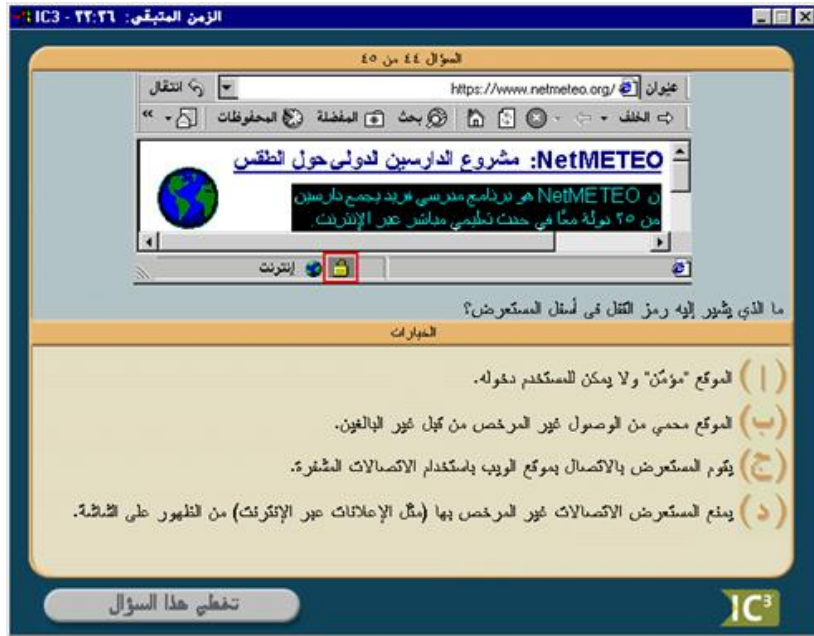 الزمن المتبقي: ٢٢:٢٦ - IC3
السؤال ٤٤ من ٤٥
عنوان https://www.netmeteo.org/ انتقال
الخلف بحث المفضلة المحفوظات »
NetMETEO: مشروع الدارسين الدولي حول الطقس
ن NetMETEO هو برنامج مدرسي فريد يجمع دارسين
من ٢٥ دولة معًا في حدث تعليمي مباشر عبر الإنترنت.
إنترنت
ما الذي يشير إليه رمز القفل في أسفل المستعرض؟
الخيارات
(أ) الموقع "مؤمّن" ولا يمكن للمستخدم دخوله.
(ب) الموقع محمي من الوصول غير المرخص من قبل غير البالغين.
(ج) يقوم المستعرض بالاتصال بموقع الويب باستخدام الاتصالات المشفرة.
(د) يمنع المستعرض الاتصالات غير المرخص بها (مثل الإعلانات عبر الإنترنت) من الظهور على الشاشة.
تخطي هذا السؤال
IC³